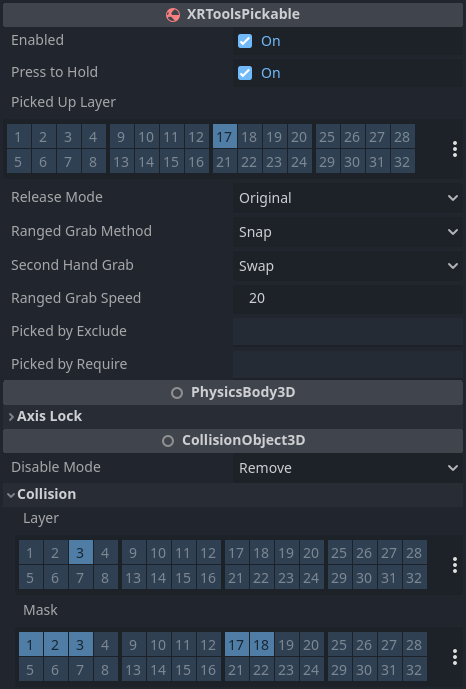 XRToolsPickable
Enabled On
Press to Hold On
Picked Up Layer
1 2 3 4 9 10 11 12 17 18 19 20 25 26 27 28
5 6 7 8 13 14 15 16 21 22 23 24 29 30 31 32
Release Mode Original
Ranged Grab Method Snap
Second Hand Grab Swap
Ranged Grab Speed 20
Picked by Exclude
Picked by Require
PhysicsBody3D
Axis Lock
CollisionObject3D
Disable Mode Remove
Collision
Layer
1 2 3 4 9 10 11 12 17 18 19 20 25 26 27 28
5 6 7 8 13 14 15 16 21 22 23 24 29 30 31 32
Mask
1 2 3 4 9 10 11 12 17 18 19 20 25 26 27 28
5 6 7 8 13 14 15 16 21 22 23 24 29 30 31 32